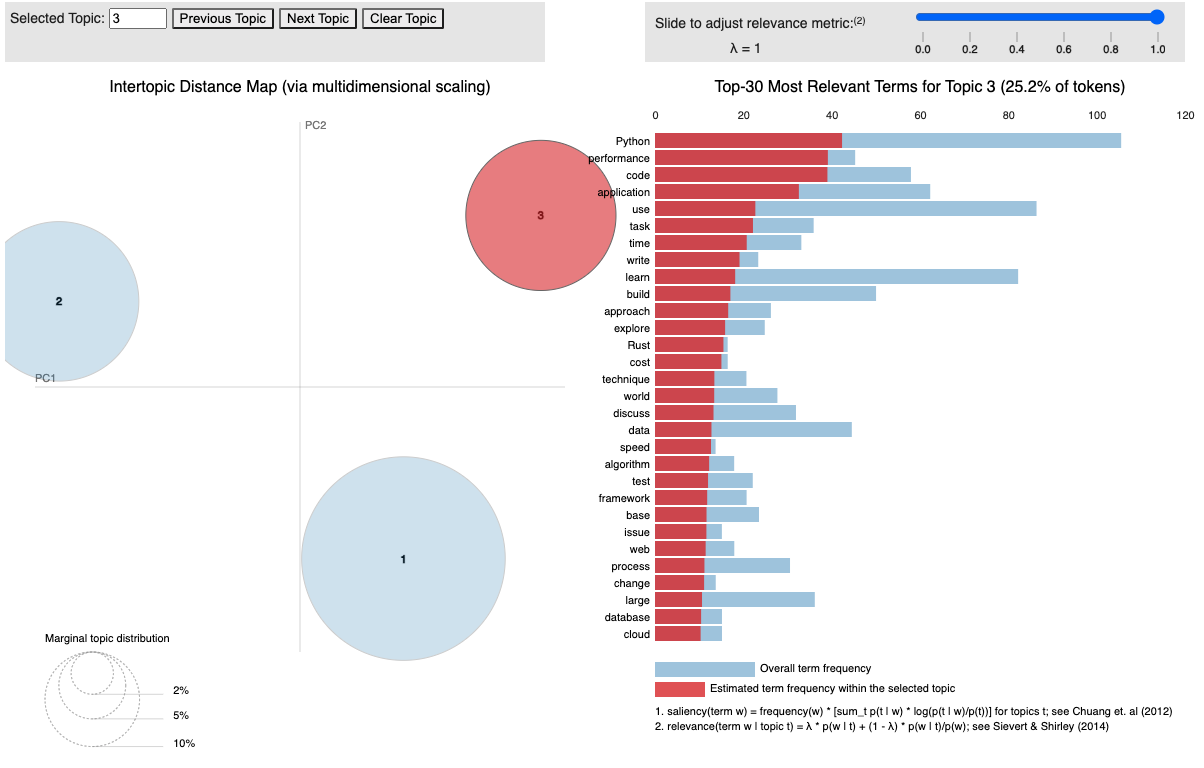 Selected Topic: 3 Previous Topic Next Topic Clear Topic
Slide to adjust relevance metric:(2)
λ = 1
0.0 0.2 0.4 0.6 0.8 1.0
Intertopic Distance Map (via multidimensional scaling)
PC2
PC1
3
2
1
Marginal topic distribution
2%
5%
10%
Top-30 Most Relevant Terms for Topic 3 (25.2% of tokens)
0 20 40 60 80 100 120
Python
performance
code
application
use
task
time
write
learn
build
approach
explore
Rust
cost
technique
world
discuss
data
speed
algorithm
test
framework
base
issue
web
process
change
large
database
cloud
Overall term frequency
Estimated term frequency within the selected topic
1. saliency(term w) = frequency(w) * [sum_t p(t | w) * log(p(t | w)/p(t))] for topics t; see Chuang et. al (2012)
2. relevance(term w | topic t) = λ * p(w | t) + (1 - λ) * p(w | t)/p(w); see Sievert & Shirley (2014)